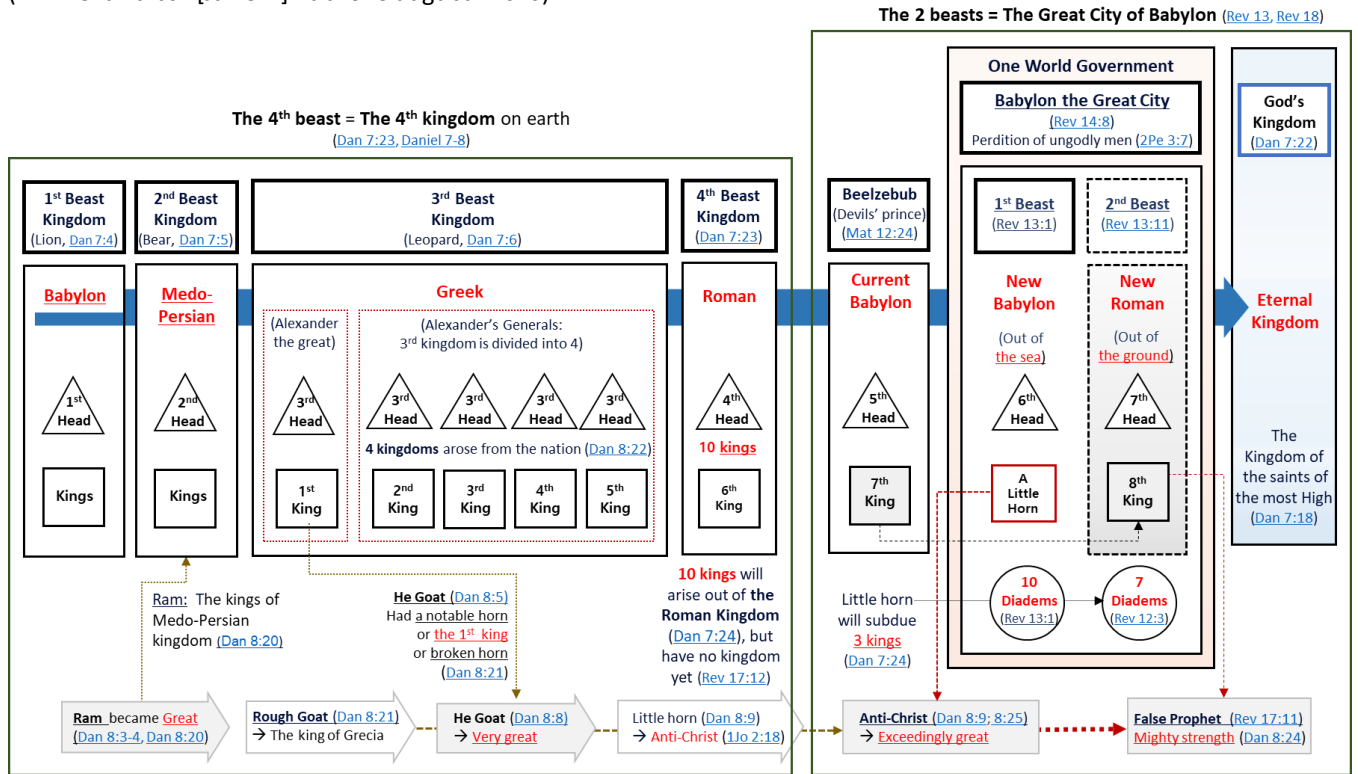 The 2 beasts = The Great City of Babylon (Rev 13, Rev 18)
The 4th beast = The 4th kingdom on earth
(Dan 7:23, Daniel 7-8)
1st Beast
Kingdom
(Lion, Dan 7:4)
2nd Beast
Kingdom
(Bear, Dan 7:5)
3rd Beast
Kingdom
(Leopard, Dan 7:6)
4th Beast
Kingdom
(Dan 7:23)
Babylon
Medo-
Persian
Greek
Roman
(Alexander
the great)
(Alexander's Generals:
3rd kingdom is divided into 4)
1st
Head
2nd
Head
3rd
Head
3rd
Head
3rd
Head
3rd
Head
3rd
Head
4th
Head
4 kingdoms arose from the nation (Dan 8:22)
10 kings
Kings
Kings
1st
King
2nd
King
3rd
King
4th
King
5th
King
6th
King
Ram: The kings of
Medo-Persian
kingdom (Dan 8:20)
He Goat (Dan 8:5)
Had a notable horn
or the 1st king
or broken horn
(Dan 8:21)
10 kings will
arise out of the
Roman Kingdom
(Dan 7:24), but
have no kingdom
yet (Rev 17:12)
One World Government
Babylon the Great City
(Rev 14:8)
Perdition of ungodly men (2Pe 3:7)
God's
Kingdom
(Dan 7:22)
Beelzebub
(Devils' prince)
(Mat 12:24)
1st Beast
(Rev 13:1)
2nd Beast
(Rev 13:11)
Current
Babylon
New
Babylon
New
Roman
Eternal
Kingdom
(Out of
the sea)
(Out of
the ground)
5th
Head
6th
Head
7th
Head
7th
King
A
Little
Horn
8th
King
The
Kingdom of
the saints of
the most High
(Dan 7:18)
Little horn
will subdue
3 kings
(Dan 7:24)
10
Diadems
(Rev 13:1)
7
Diadems
(Rev 12:3)
Ram became Great
(Dan 8:3-4, Dan 8:20)
Rough Goat (Dan 8:21)
→ The king of Grecia
He Goat (Dan 8:8)
→ Very great
Little horn (Dan 8:9)
→ Anti-Christ (1Jo 2:18)
Anti-Christ (Dan 8:9; 8:25)
→ Exceedingly great
False Prophet (Rev 17:11)
Mighty strength (Dan 8:24)